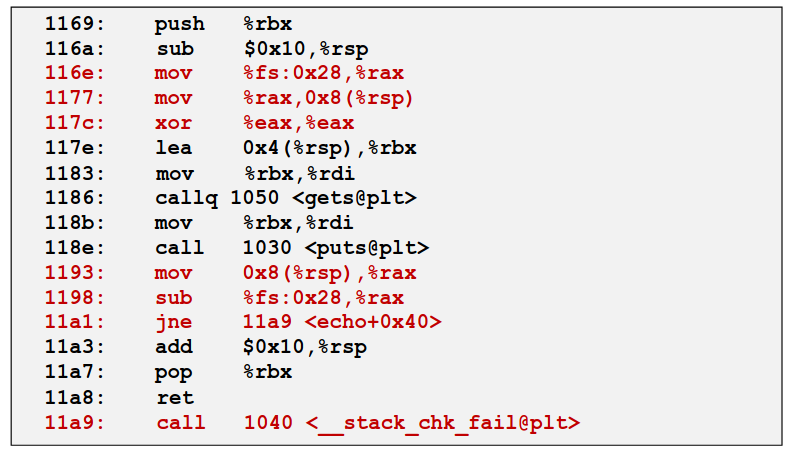 1169: push %rbx
116a: sub $0x10,%rsp
116e: mov %fs:0x28,%rax
1177: mov %rax,0x8(%rsp)
117c: xor %eax,%eax
117e: lea 0x4(%rsp),%rbx
1183: mov %rbx,%rdi
1186: callq 1050 <gets@plt>
118b: mov %rbx,%rdi
118e: call 1030 <puts@plt>
1193: mov 0x8(%rsp),%rax
1198: sub %fs:0x28,%rax
11a1: jne 11a9 <echo+0x40>
11a3: add $0x10,%rsp
11a7: pop %rbx
11a8: ret
11a9: call 1040 <__stack_chk_fail@plt>